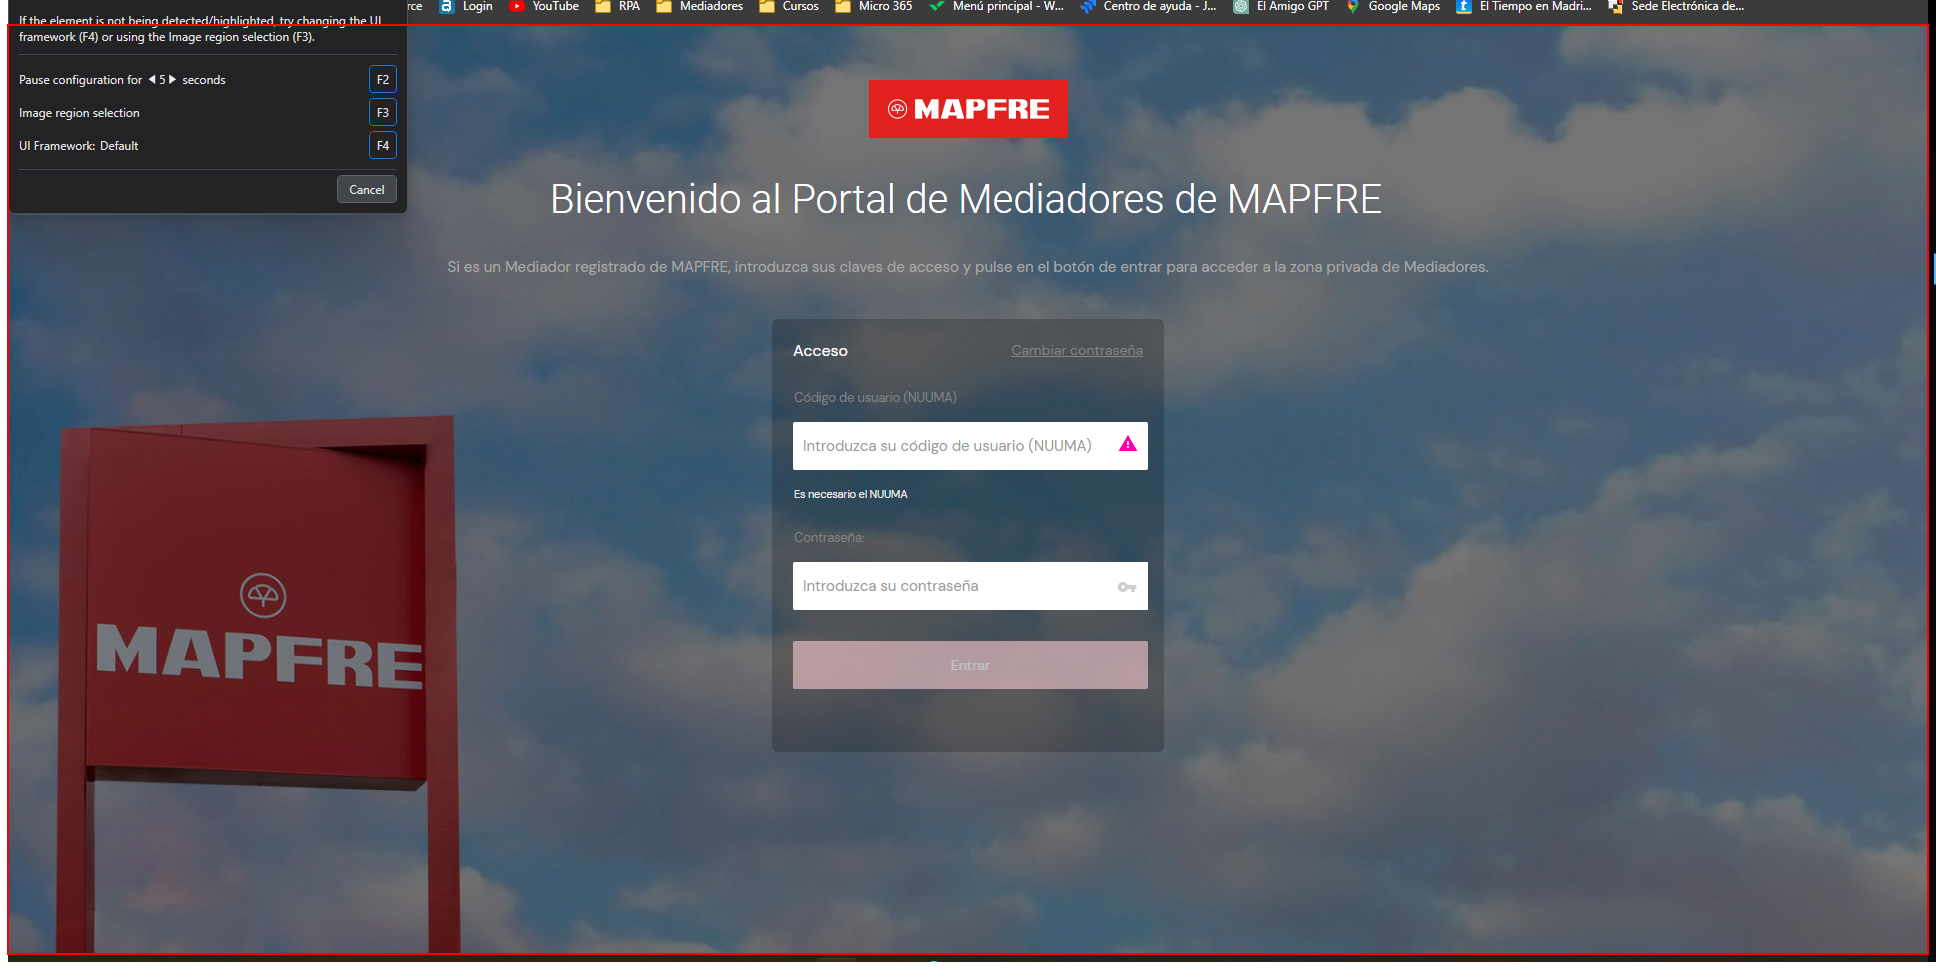 rce Login YouTube RPA Mediadores Cursos Micro 365 Menú principal - W... Centro de ayuda - J... El Amigo GPT Google Maps El Tiempo en Madri... Sede Electrónica de...
If the element is not being detected/highlighted, try changing the UI
framework (F4) or using the Image region selection (F3).
Pause configuration for 5 seconds F2
Image region selection F3
UI Framework: Default F4
Cancel
MAPFRE
Bienvenido al Portal de Mediadores de MAPFRE
Si es un Mediador registrado de MAPFRE, introduzca sus claves de acceso y pulse en el botón de entrar para acceder a la zona privada de Mediadores.
Acceso Cambiar contraseña
Código de usuario (NUUMA)
Introduzca su código de usuario (NUUMA)
Es necesario el NUUMA
Contraseña:
Introduzca su contraseña
Entrar
MAPFRE